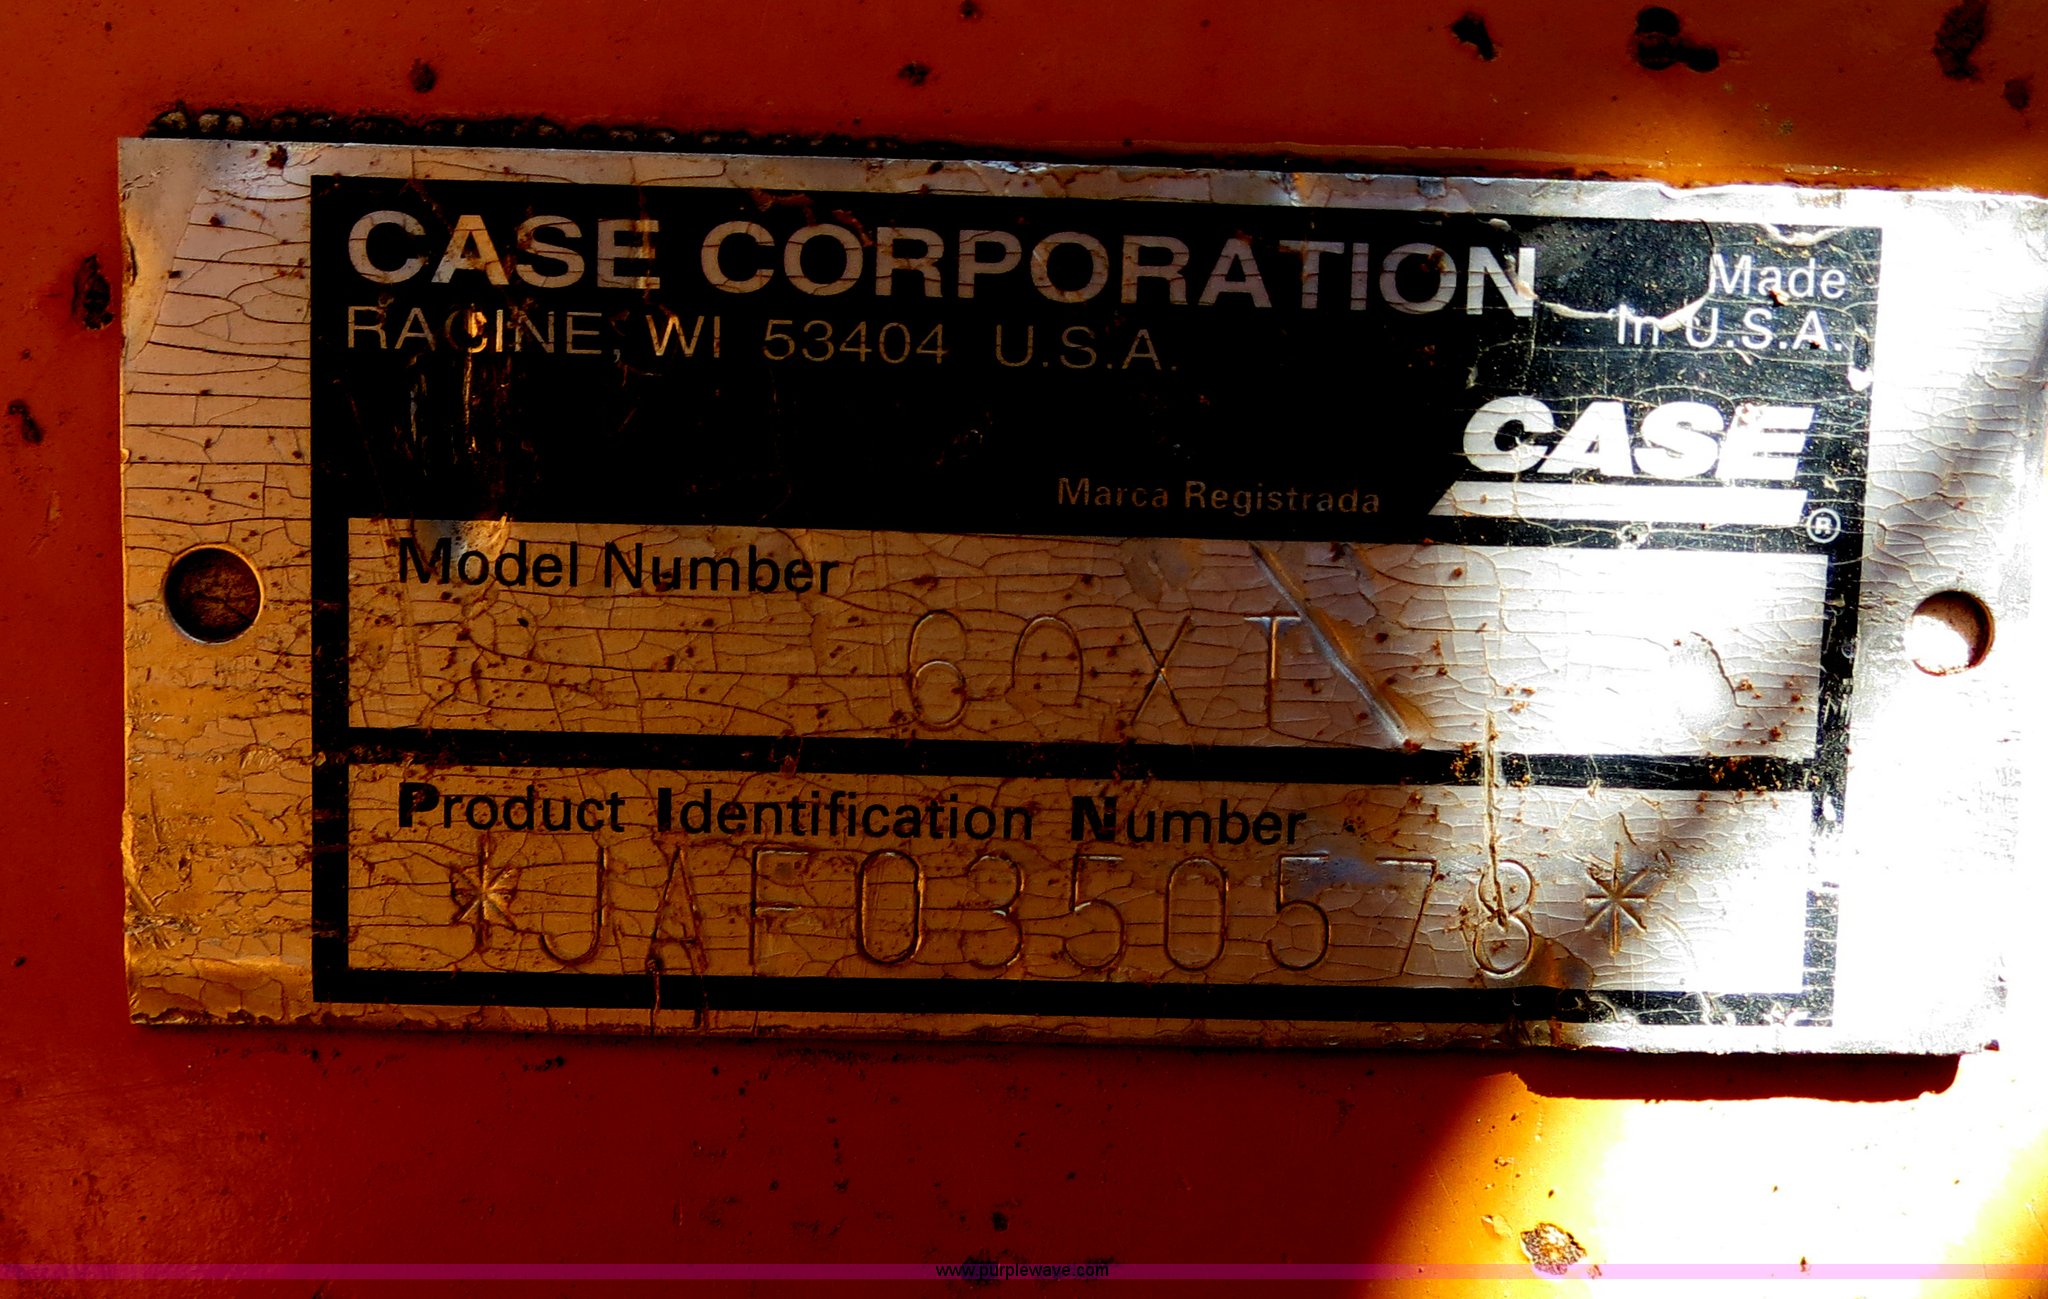 CASE CORPORATION
RACINE, WI 53404 U.S.A.
Made
In U.S.A.
CASE
Marca Registrada
®
Model Number
60XT
Product Identification Number
*JAF0350578*
www.purplewave.com